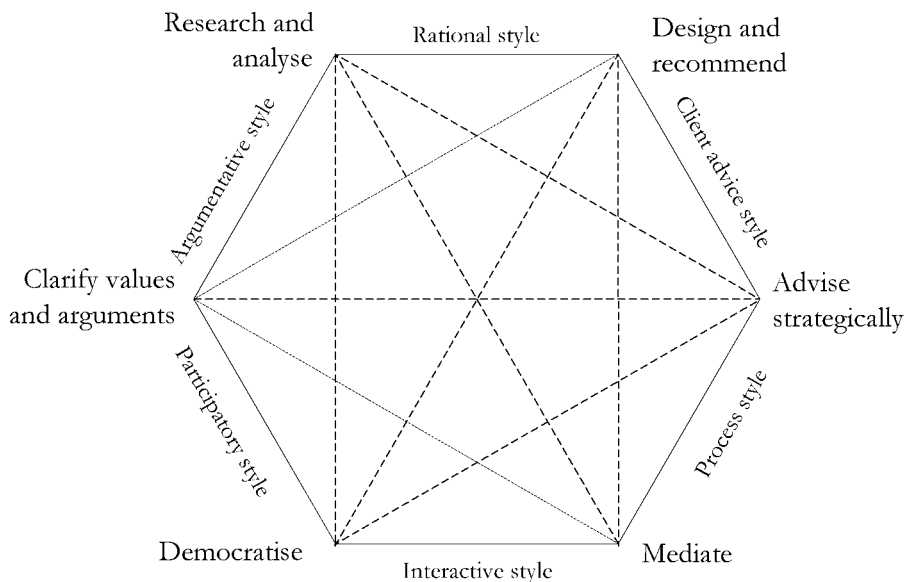 Research and
analyse
Rational style
Design and
recommend
Argumentative style
Client advice style
Clarify values
and arguments
Advise
strategically
Participatory style
Process style
Democratise
Interactive style
Mediate